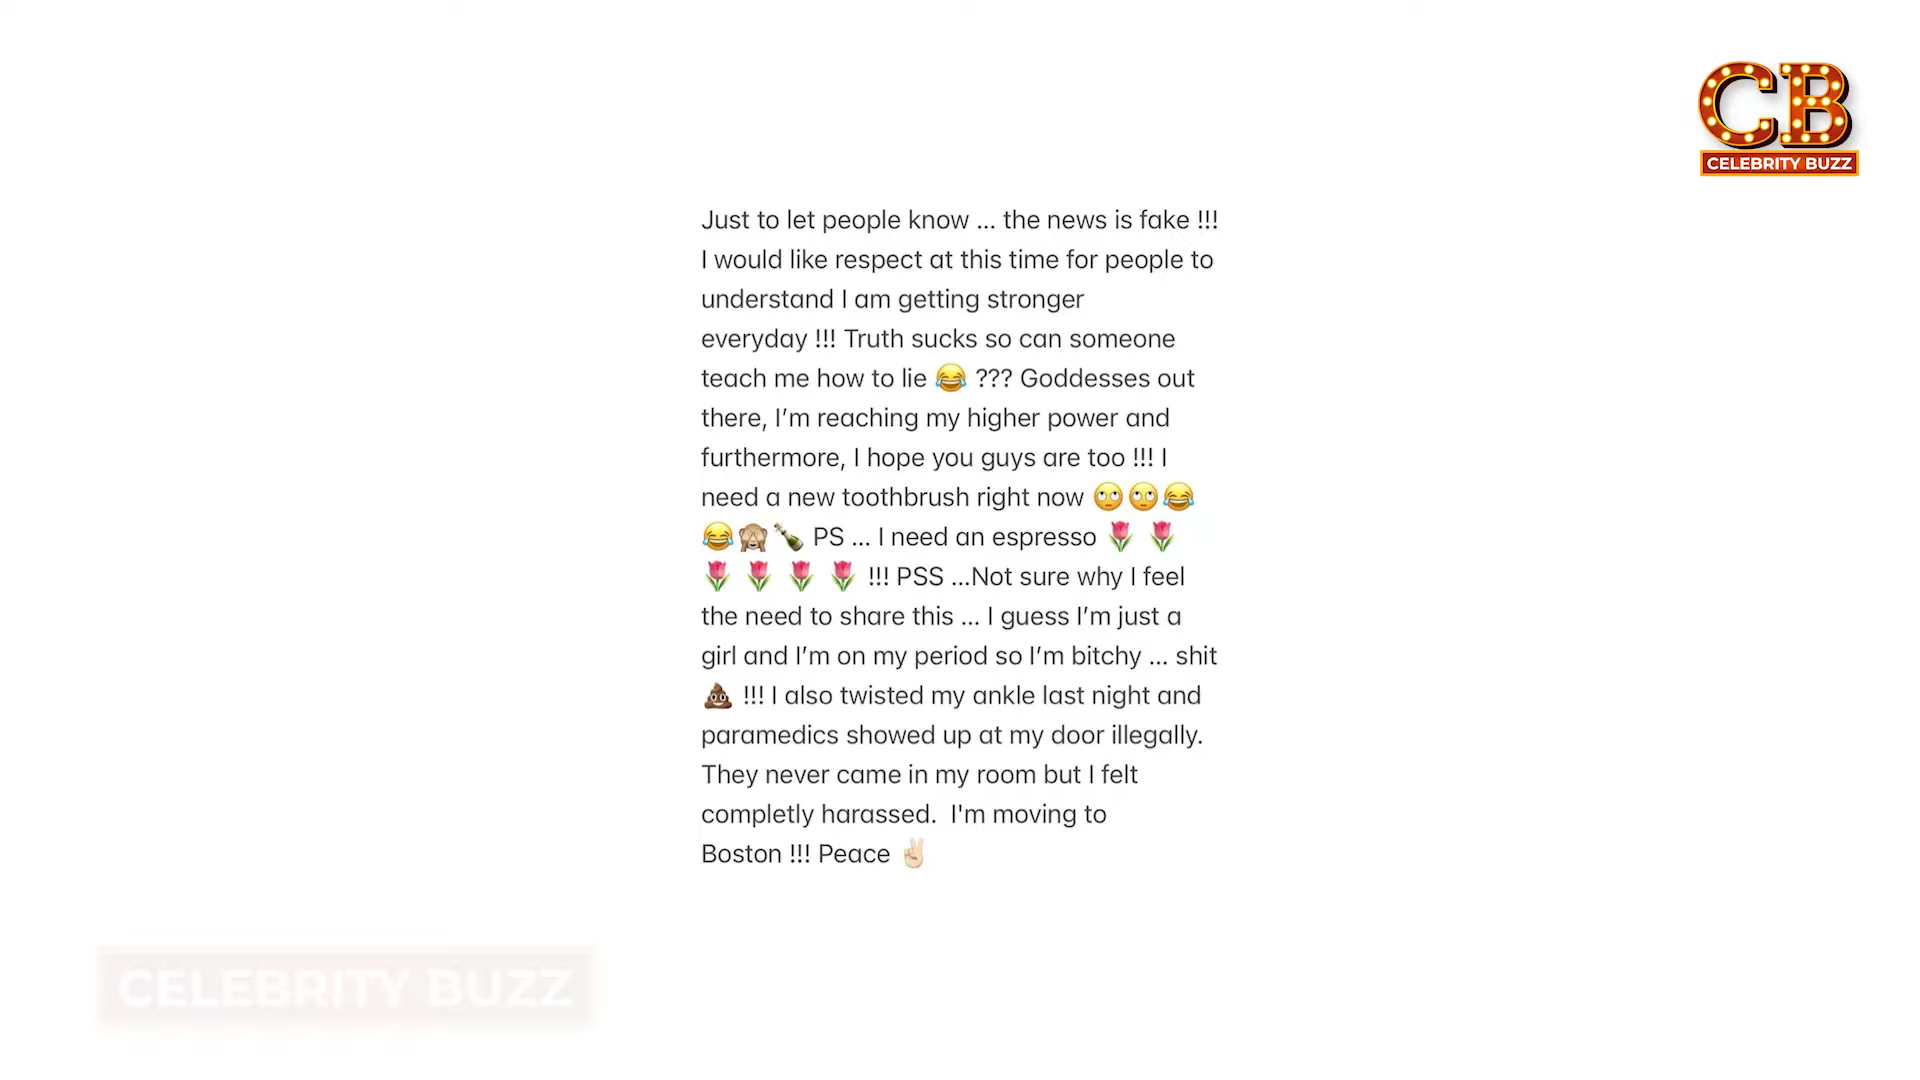 CB
CELEBRITY BUZZ
Just to let people know ... the news is fake !!!
I would like respect at this time for people to
understand I am getting stronger
everyday !!! Truth sucks so can someone
teach me how to lie 😂 ??? Goddesses out
there, I’m reaching my higher power and
furthermore, I hope you guys are too !!! I
need a new toothbrush right now 🙄🙄😂
😂🙈🍾 PS ... I need an espresso 🌷 🌷
🌷 🌷 🌷 🌷 !!! PSS ...Not sure why I feel
the need to share this ... I guess I’m just a
girl and I’m on my period so I’m bitchy ... shit
💩 !!! I also twisted my ankle last night and
paramedics showed up at my door illegally.
They never came in my room but I felt
completly harassed.  I'm moving to
Boston !!! Peace ✌🏻
CELEBRITY BUZZ